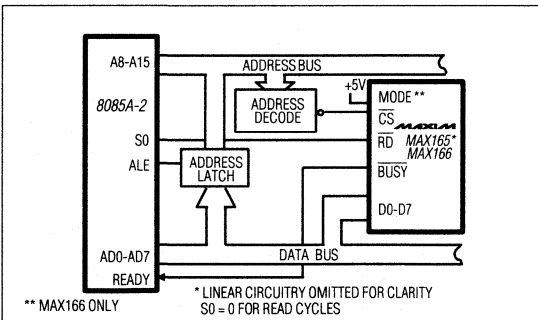 A8-A15
ADDRESS BUS
+5V
MODE **
8085A-2
ADDRESS
DECODE
CS
MAXIM
S0
RD
MAX165*
MAX166
ALE
ADDRESS
LATCH
BUSY
D0-D7
AD0-AD7
DATA BUS
READY
** MAX166 ONLY
* LINEAR CIRCUITRY OMITTED FOR CLARITY
S0 = 0 FOR READ CYCLES